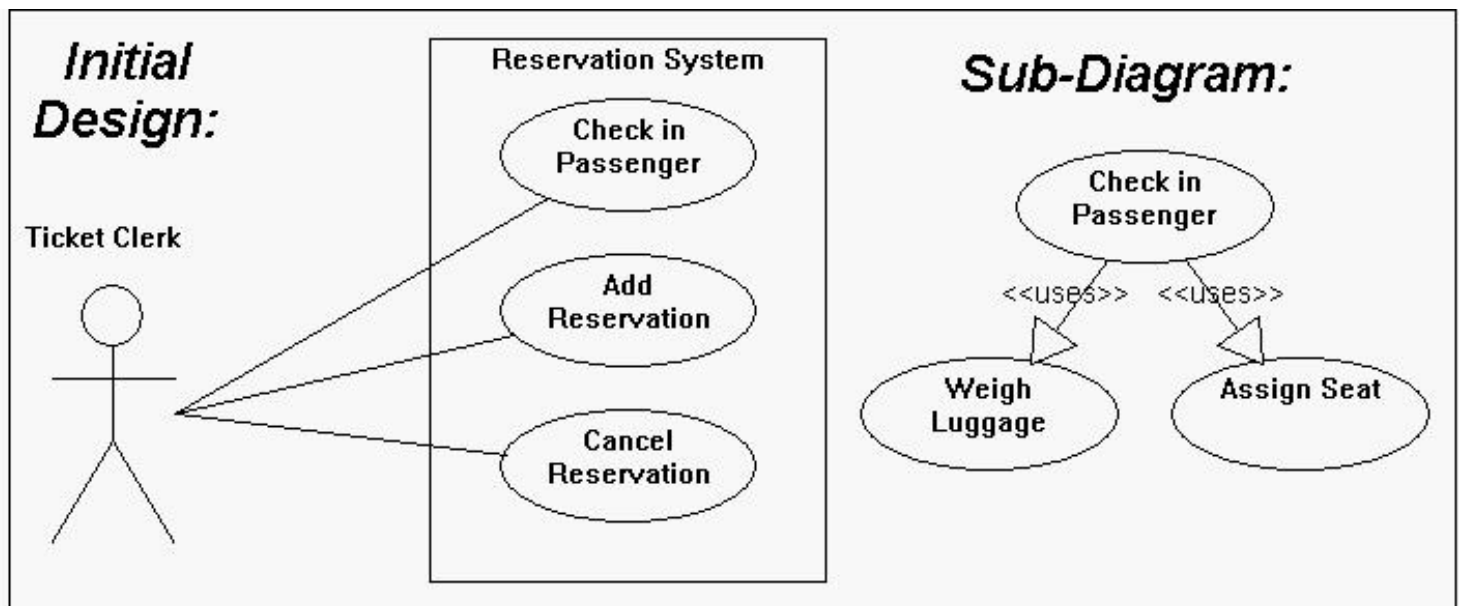 Initial
Design:
Ticket Clerk
Reservation System
Check in
Passenger
Add
Reservation
Cancel
Reservation
Sub-Diagram:
Check in
Passenger
<<uses>> <<uses>>
Weigh
Luggage
Assign Seat